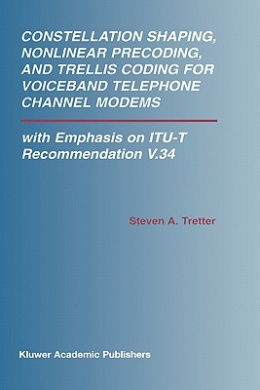 CONSTELLATION SHAPING,
NONLINEAR PRECODING,
AND TRELLIS CODING FOR
VOICEBAND TELEPHONE
CHANNEL MODEMS
with Emphasis on ITU-T
Recommendation V.34
Steven A. Tretter
Kluwer Academic Publishers